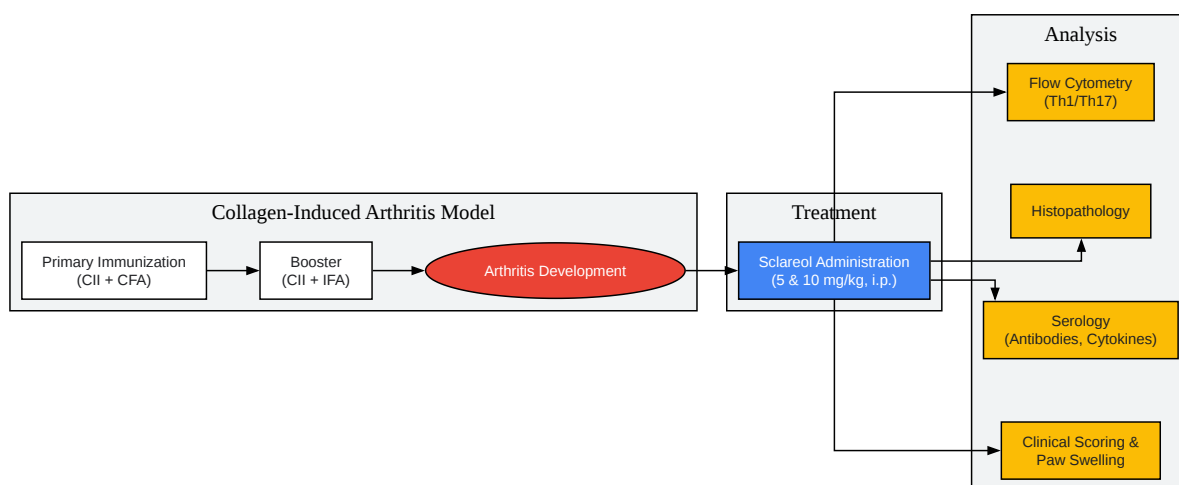 Collagen-Induced Arthritis Model
Primary Immunization
(CII + CFA)
Booster
(CII + IFA)
Arthritis Development
Treatment
Sclareol Administration
(5 & 10 mg/kg, i.p.)
Analysis
Flow Cytometry
(Th1/Th17)
Histopathology
Serology
(Antibodies, Cytokines)
Clinical Scoring &
Paw Swelling